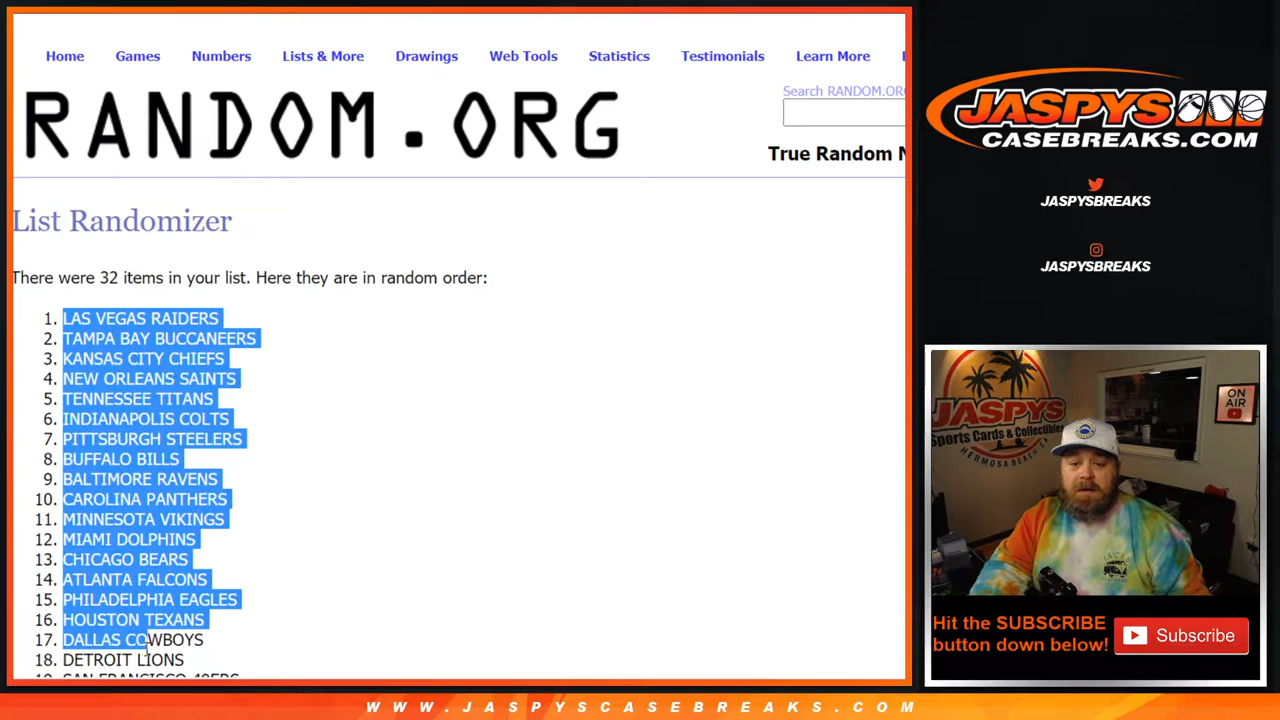 Home Games Numbers Lists & More Drawings Web Tools Statistics Testimonials Learn More
RANDOM.ORG
Search RANDOM.ORG
True Random N
List Randomizer
There were 32 items in your list. Here they are in random order:
1. LAS VEGAS RAIDERS
2. TAMPA BAY BUCCANEERS
3. KANSAS CITY CHIEFS
4. NEW ORLEANS SAINTS
5. TENNESSEE TITANS
6. INDIANAPOLIS COLTS
7. PITTSBURGH STEELERS
8. BUFFALO BILLS
9. BALTIMORE RAVENS
10. CAROLINA PANTHERS
11. MINNESOTA VIKINGS
12. MIAMI DOLPHINS
13. CHICAGO BEARS
14. ATLANTA FALCONS
15. PHILADELPHIA EAGLES
16. HOUSTON TEXANS
17. DALLAS COWBOYS
18. DETROIT LIONS
19. SAN FRANCISCO 49ERS
JASPYS
CASEBREAKS.COM
JASPYSBREAKS
JASPYSBREAKS
JASPYS
Sports Cards & Collectibles
HERMOSA BEACH, CA
ON
AIR
Hit the SUBSCRIBE
button down below!
Subscribe
WWW.JASPYSCASEBREAKS.COM